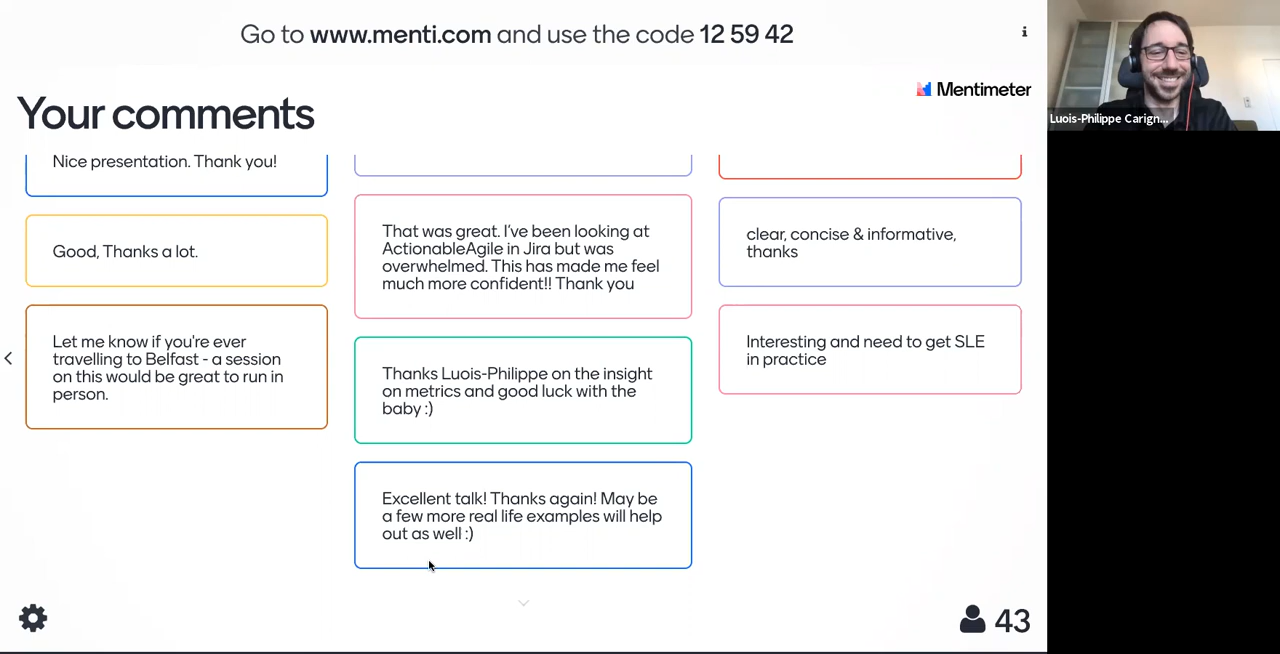 Go to www.menti.com and use the code 12 59 42
i
Mentimeter
Your comments
Luois-Philippe Carign...
Nice presentation. Thank you!
Good, Thanks a lot.
Let me know if you're ever
travelling to Belfast - a session
on this would be great to run in
person.
That was great. I've been looking at
ActionableAgile in Jira but was
overwhelmed. This has made me feel
much more confident!! Thank you
Thanks Luois-Philippe on the insight
on metrics and good luck with the
baby :)
Excellent talk! Thanks again! May be
a few more real life examples will help
out as well :)
clear, concise & informative,
thanks
Interesting and need to get SLE
in practice
43